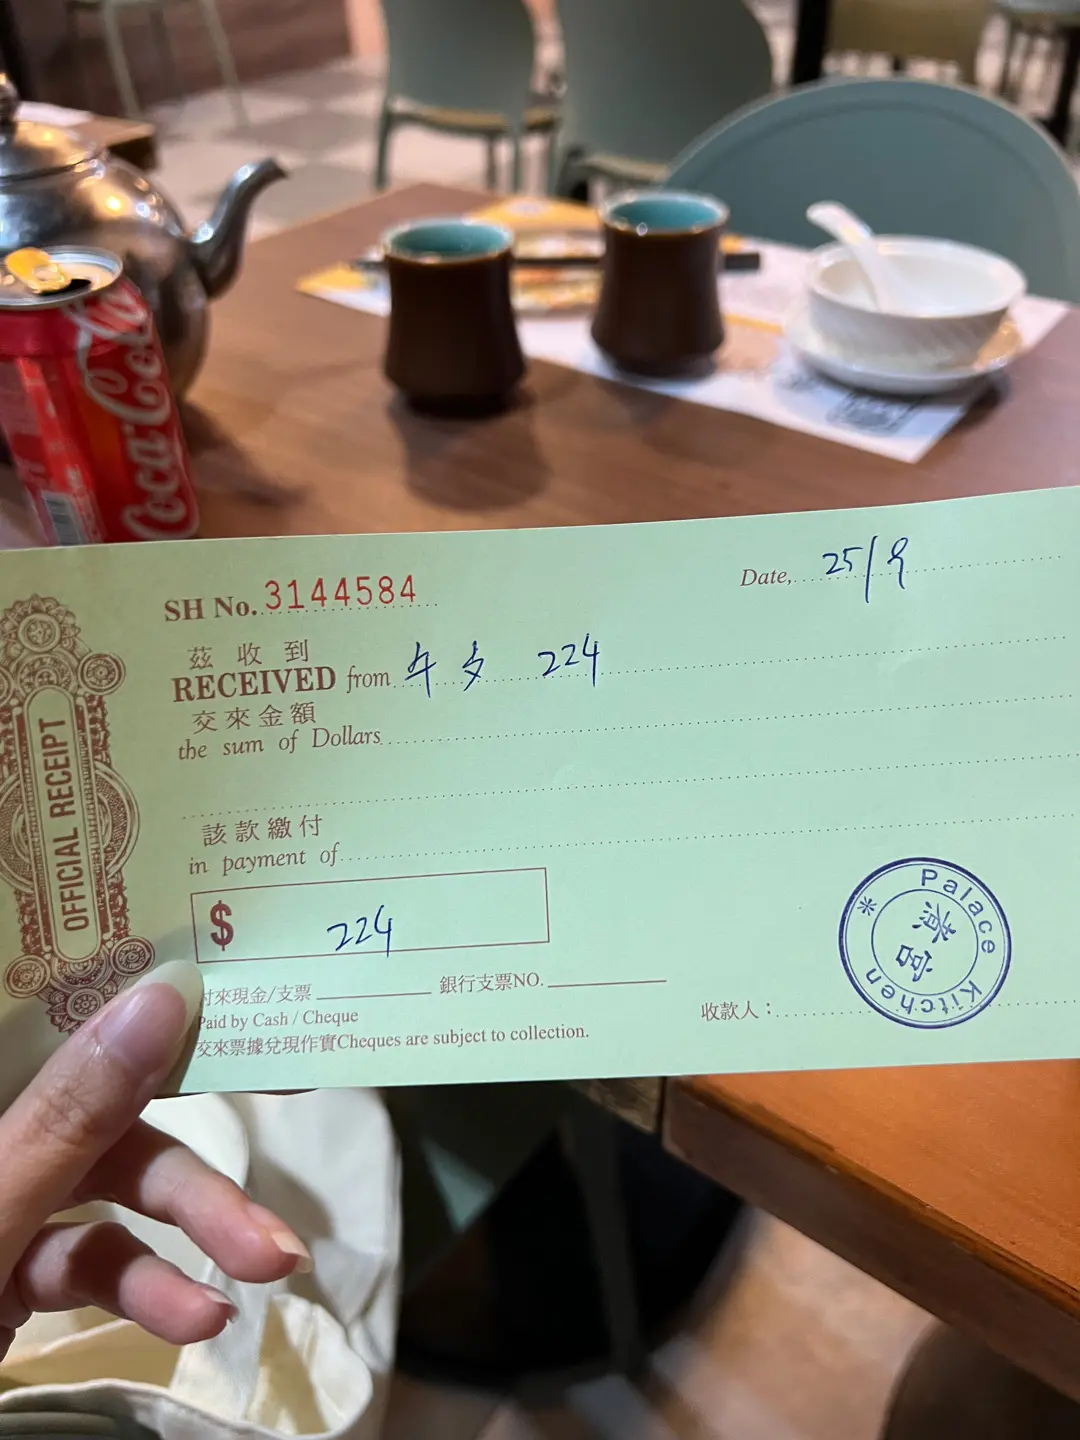 Coca-Cola
SH No. 3144584
Date, 25/9
茲收到
RECEIVED from 午 224
交來金額
the sum of Dollars
該款繳付
in payment of
$ 224
付來現金/支票
銀行支票NO.
Paid by Cash / Cheque
交來票據兌現作實Cheques are subject to collection.
收款人：
OFFICIAL RECEIPT
Palace Kitchen